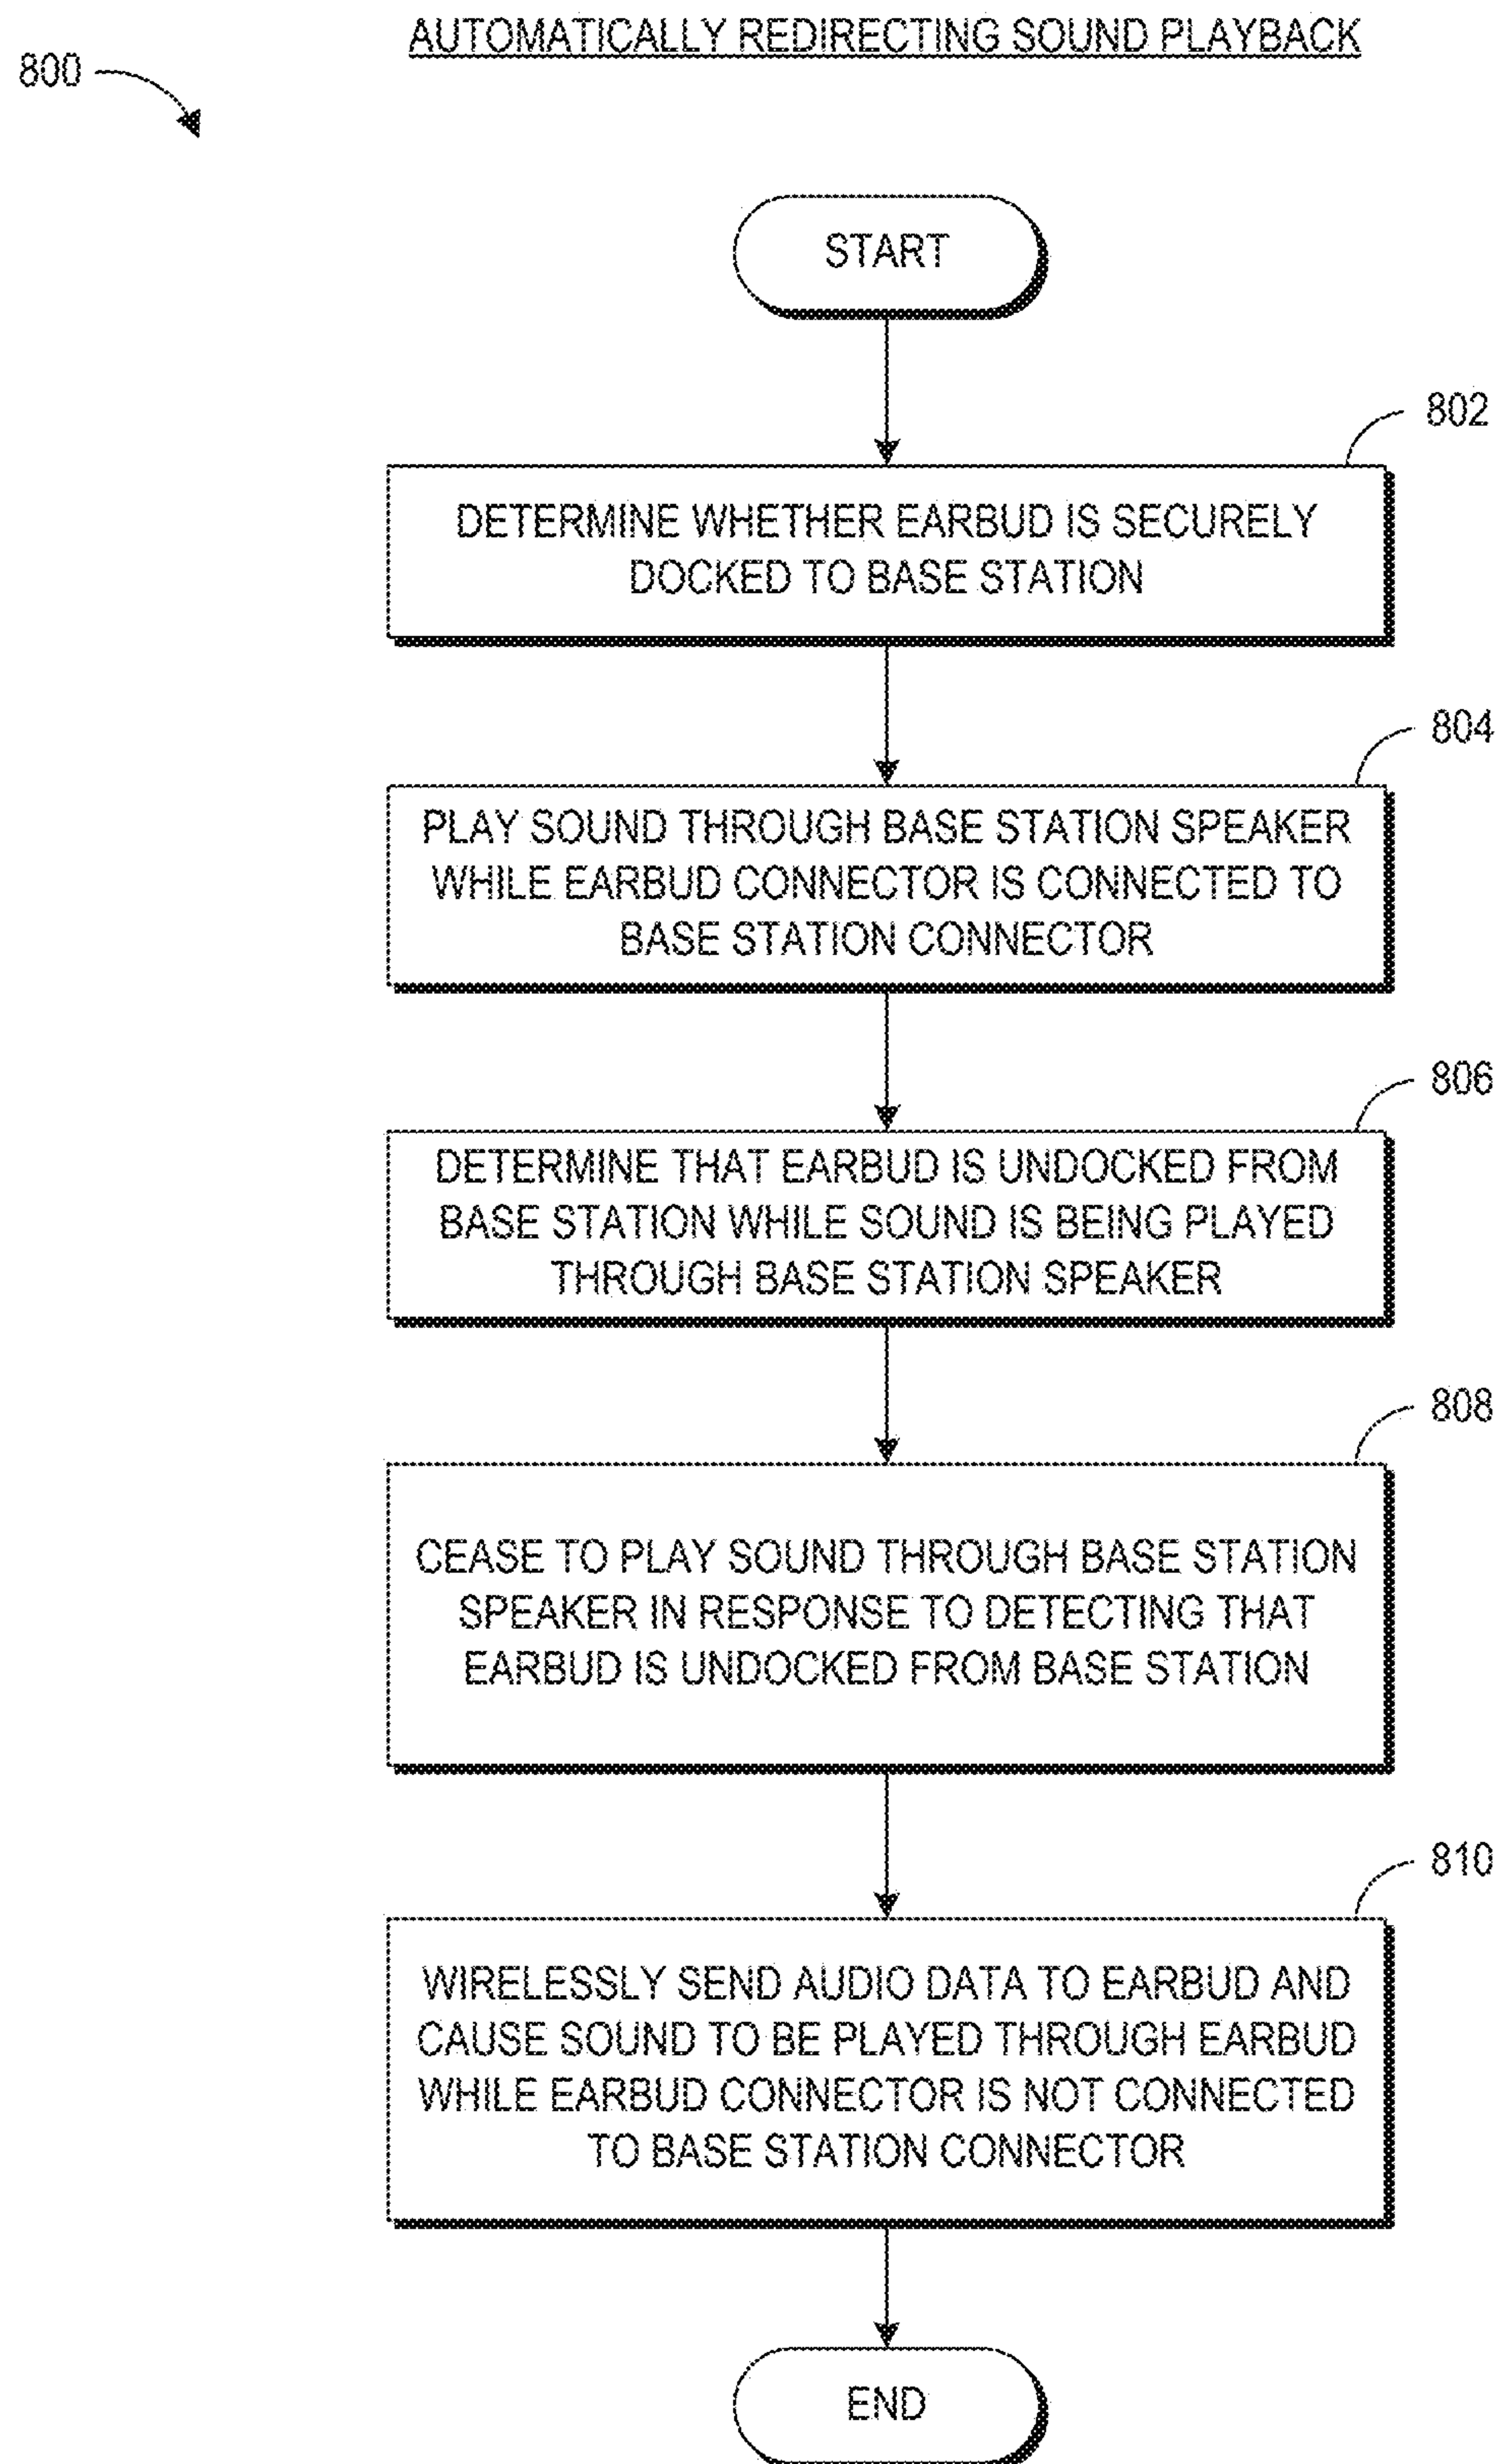 AUTOMATICALLY REDIRECTING SOUND PLAYBACK
800
START
802
DETERMINE WHETHER EARBUD IS SECURELY
DOCKED TO BASE STATION
804
PLAY SOUND THROUGH BASE STATION SPEAKER
WHILE EARBUD CONNECTOR IS CONNECTED TO
BASE STATION CONNECTOR
806
DETERMINE THAT EARBUD IS UNDOCKED FROM
BASE STATION WHILE SOUND IS BEING PLAYED
THROUGH BASE STATION SPEAKER
808
CEASE TO PLAY SOUND THROUGH BASE STATION
SPEAKER IN RESPONSE TO DETECTING THAT
EARBUD IS UNDOCKED FROM BASE STATION
810
WIRELESSLY SEND AUDIO DATA TO EARBUD AND
CAUSE SOUND TO BE PLAYED THROUGH EARBUD
WHILE EARBUD CONNECTOR IS NOT CONNECTED
TO BASE STATION CONNECTOR
END